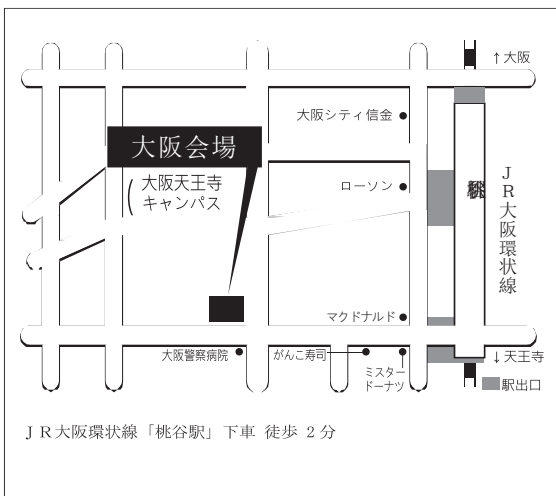 ↑大阪
大阪シティ信金
大阪会場
大阪天王寺
キャンパス
ローソン
JR大阪環状線
マクドナルド
大阪警察病院
がんこ寿司
ミスター
ドーナツ
↓天王寺
駅出口
JR大阪環状線「桃谷駅」下車 徒歩 2分